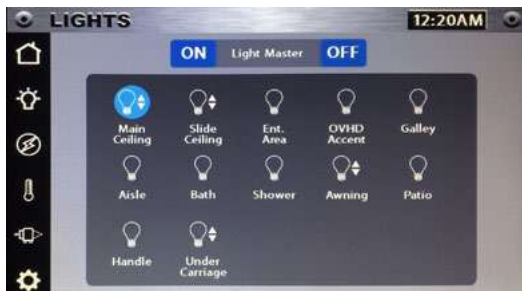 LIGHTS
12:20AM
ON Light Master OFF
Main Ceiling
Slide Ceiling
Ent. Area
OVHD Accent
Galley
Aisle
Bath
Shower
Awning
Patio
Handle
Under Carriage